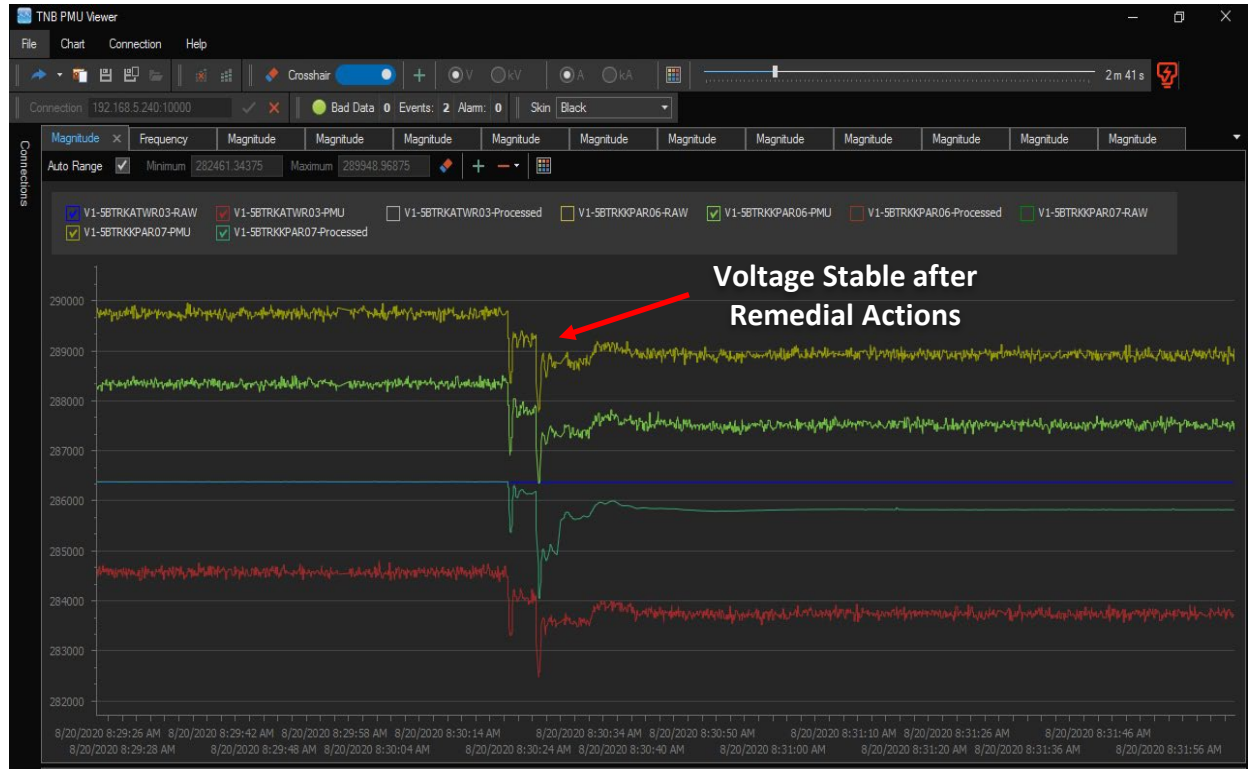 TNB PMU Viewer
File Chart Connection Help
Crosshair V kV A kA 2 m 41 s
Connection 192.168.5.240:10000 Bad Data 0 Events: 2 Alarm: 0 Skin Black
Connections
Magnitude Frequency Magnitude Magnitude Magnitude Magnitude Magnitude Magnitude Magnitude Magnitude Magnitude Magnitude Magnitude
Auto Range Minimum 282461.34375 Maximum 289948.96875
V1-5BTRKATWR03-RAW V1-5BTRKATWR03-PMU V1-5BTRKATWR03-Processed V1-5BTRKKPAR06-RAW V1-5BTRKKPAR06-PMU V1-5BTRKKPAR06-Processed V1-5BTRKKPAR07-RAW
V1-5BTRKKPAR07-PMU V1-5BTRKKPAR07-Processed
Voltage Stable after
Remedial Actions
290000
289000
288000
287000
286000
285000
284000
283000
282000
8/20/2020 8:29:26 AM 8/20/2020 8:29:42 AM 8/20/2020 8:29:58 AM 8/20/2020 8:30:14 AM 8/20/2020 8:30:34 AM 8/20/2020 8:30:50 AM 8/20/2020 8:31:10 AM 8/20/2020 8:31:26 AM 8/20/2020 8:31:46 AM
8/20/2020 8:29:28 AM 8/20/2020 8:29:48 AM 8/20/2020 8:30:04 AM 8/20/2020 8:30:24 AM 8/20/2020 8:30:40 AM 8/20/2020 8:31:00 AM 8/20/2020 8:31:20 AM 8/20/2020 8:31:36 AM 8/20/2020 8:31:56 AM